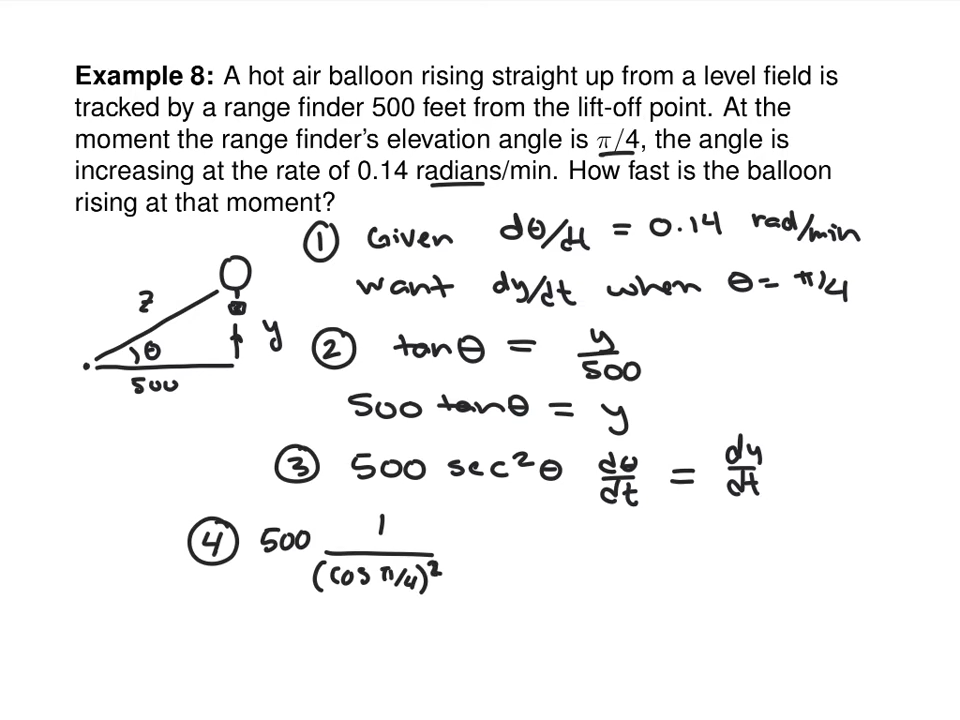 Example 8: A hot air balloon rising straight up from a level field is
tracked by a range finder 500 feet from the lift-off point. At the
moment the range finder's elevation angle is π/4, the angle is
increasing at the rate of 0.14 radians/min. How fast is the balloon
rising at that moment?
① Given dθ/dt = 0.14 rad/min
want dy/dt when θ = π/4
z
θ
500
y
② tanθ = y/500
500 tanθ = y
③ 500 sec²θ dθ/dt = dy/dt
④ 500 1/(cos π/4)²